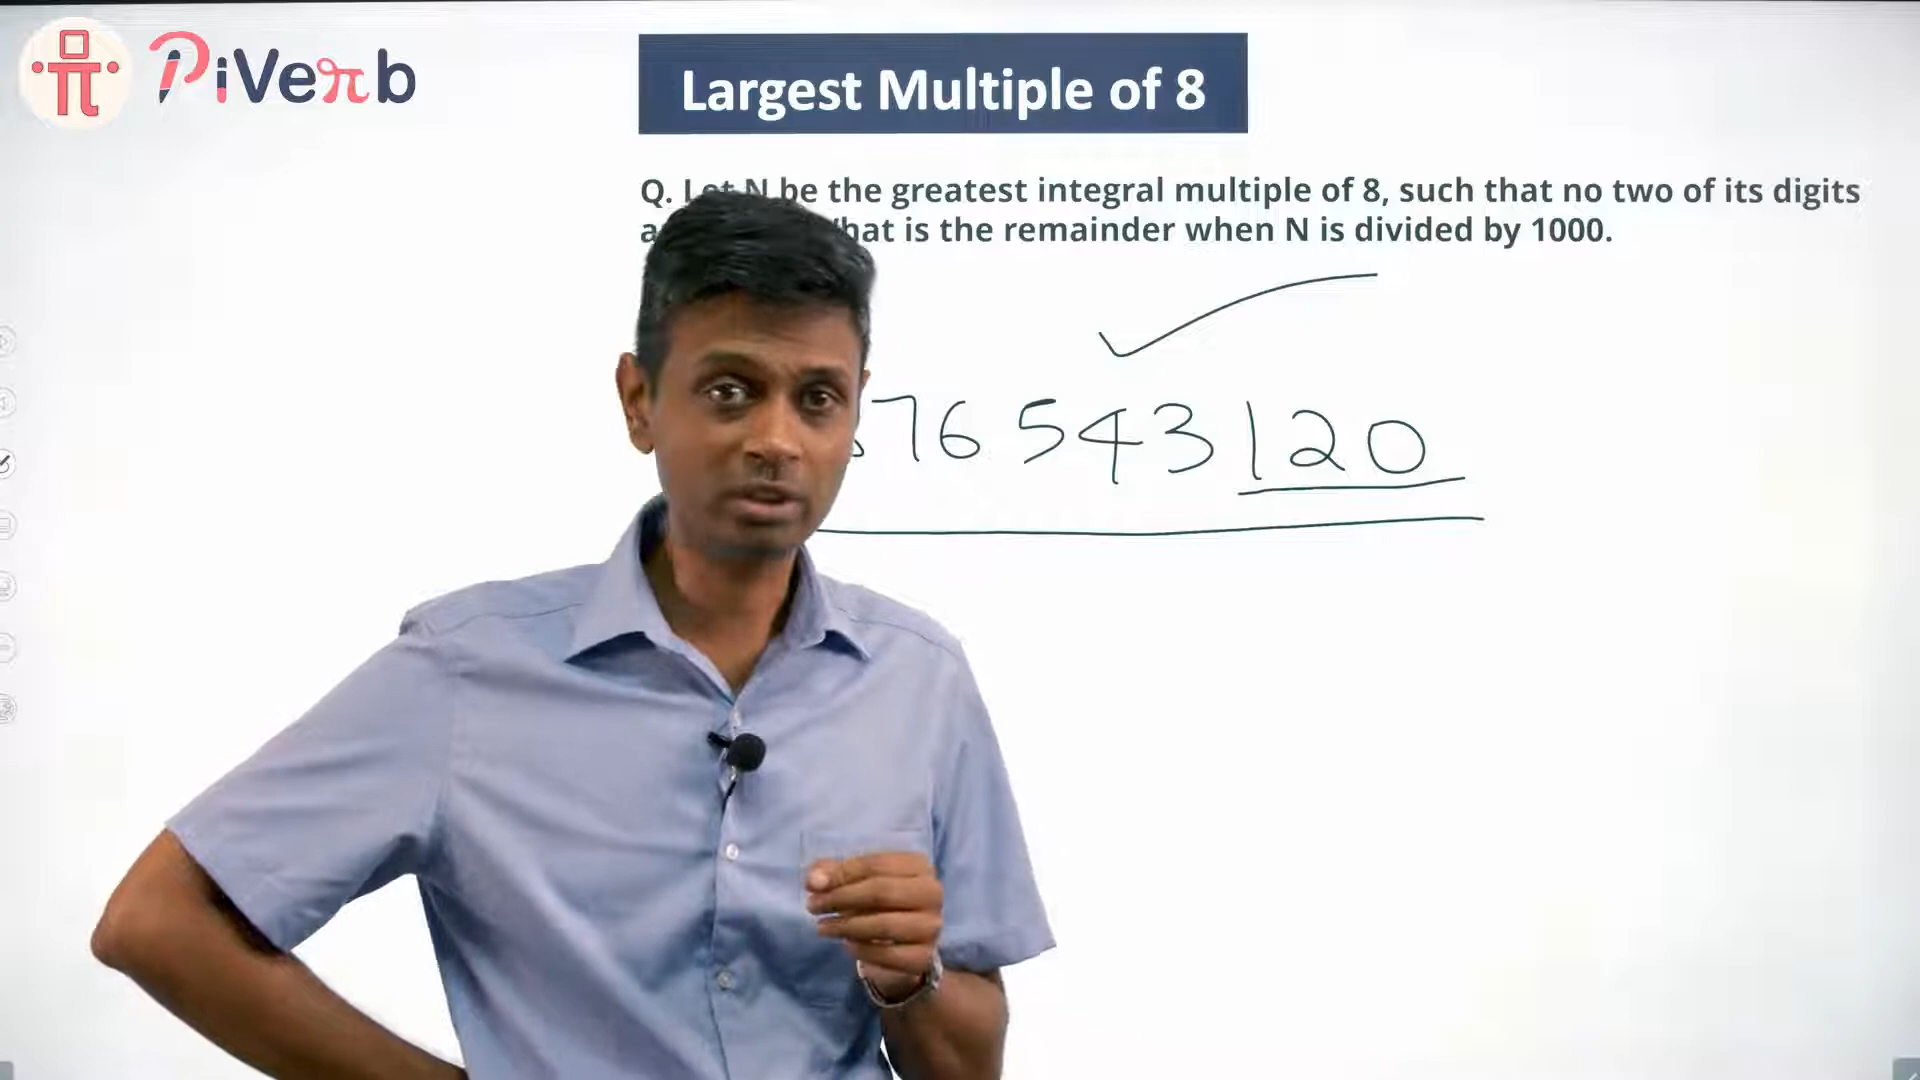 PiVerb
Largest Multiple of 8
Q. Let N be the greatest integral multiple of 8, such that no two of its digits
hat is the remainder when N is divided by 1000.
76543120